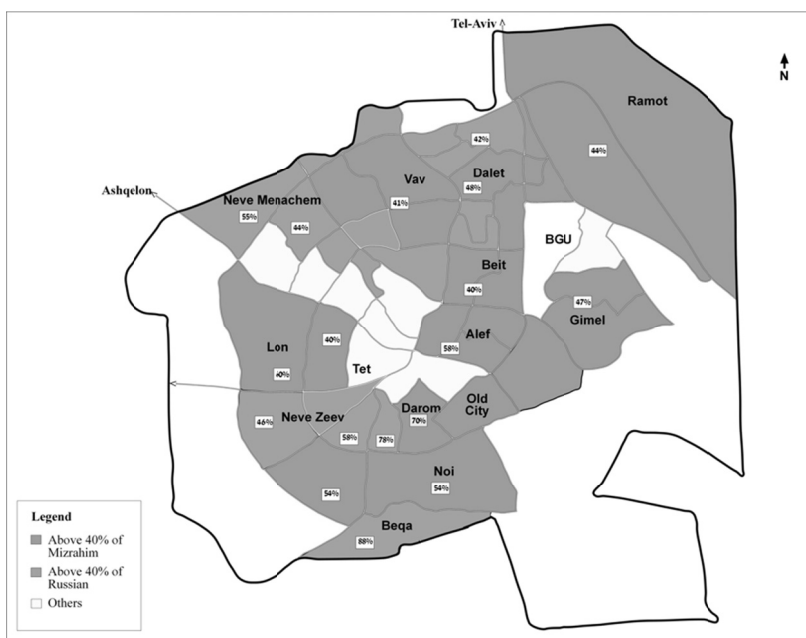 Tel-Aviv
N
Ramot
42%
44%
Vav
Dalet
48%
Ashqelon
Neve Menachem
41%
55%
44%
BGU
Beit
40%
47%
Gimel
Alef
40%
Lon
58%
Tet
Old
City
Darom
46%
Neve Zeev
70%
58%
78%
Noi
54%
54%
Beqa
88%
Legend
Above 40% of
Mizrahim
Above 40% of
Russian
Others